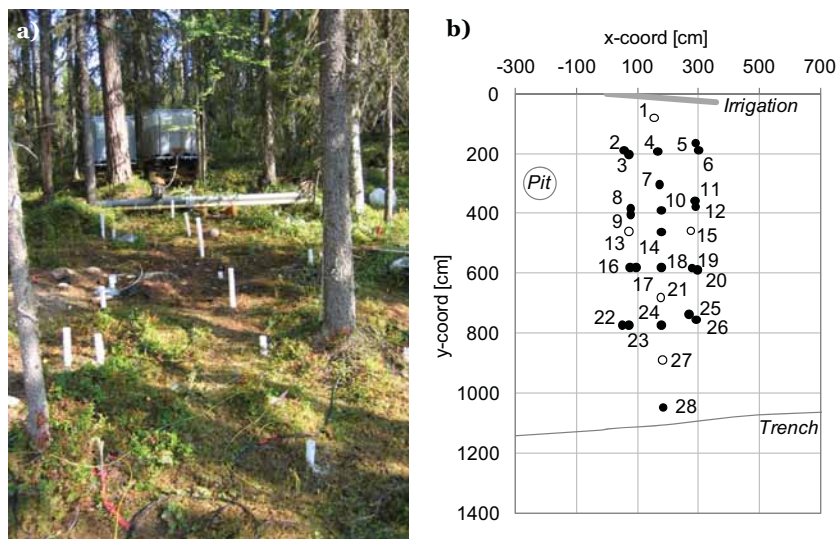 a)
b)
x-coord [cm]
-300 -100 100 300 500 700
y-coord [cm]
0
200
400
600
800
1000
1200
1400
Irrigation
Pit
Trench
1
2 4 5
3 6
7
8 10 11
9 12
13 14 15
16 18 19
17 21 20
22 24 25
23 26
27
28